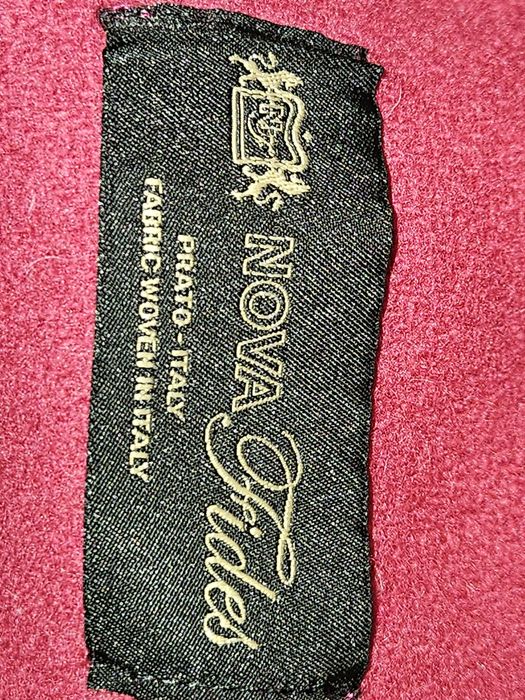 NOVA Fides
PRATO - ITALY
FABRIC WOVEN IN ITALY